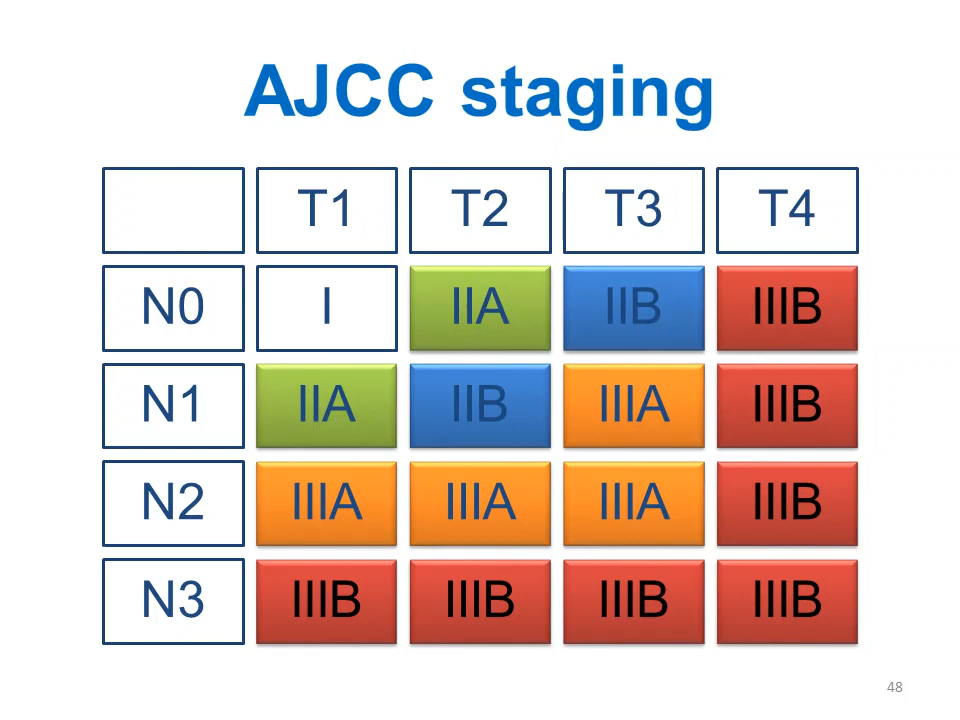 AJCC staging
T1 T2 T3 T4
N0 I IIA IIB IIIB
N1 IIA IIB IIIA IIIB
N2 IIIA IIIA IIIA IIIB
N3 IIIB IIIB IIIB IIIB
48